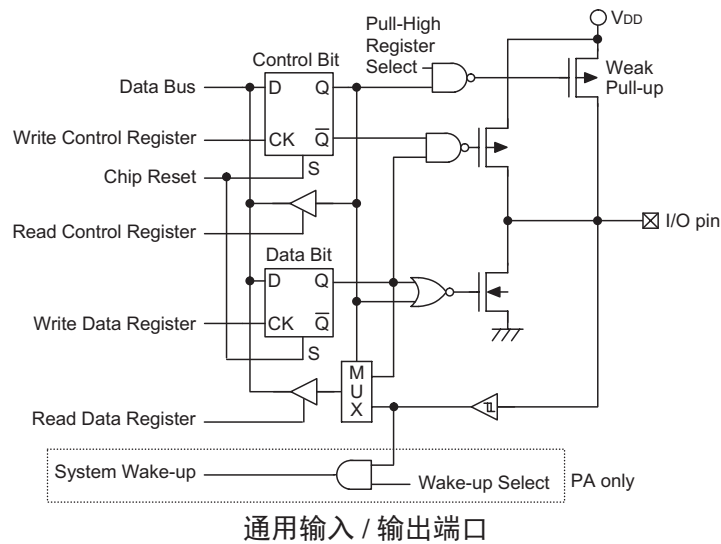 VDD
Pull-High
Register
Select
Control Bit
Weak
Pull-up
Data Bus
D Q
Write Control Register
CK Q
Chip Reset
S
I/O pin
Read Control Register
Data Bit
D Q
Write Data Register
CK Q
S
M
U
X
Read Data Register
System Wake-up
Wake-up Select
PA only
通用输入 / 输出端口